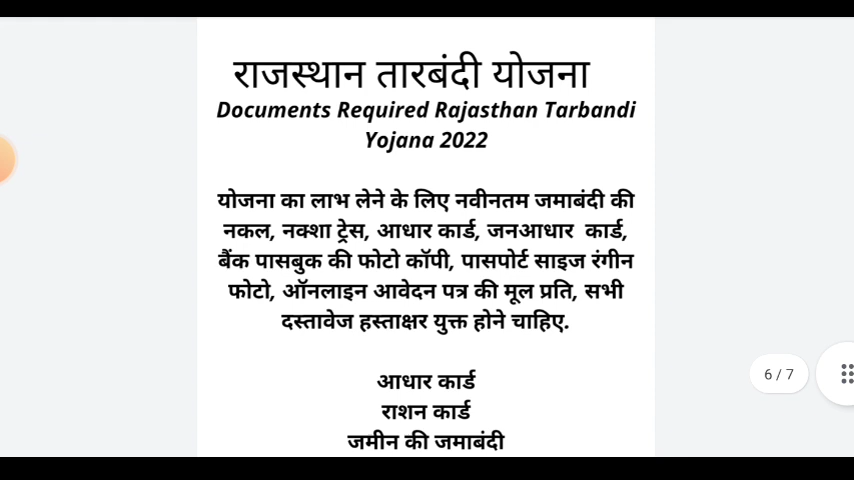 राजस्थान तारबंदी योजना
Documents Required Rajasthan Tarbandi
Yojana 2022
योजना का लाभ लेने के लिए नवीनतम जमाबंदी की
नकल, नक्शा ट्रेस, आधार कार्ड, जनआधार कार्ड,
बैंक पासबुक की फोटो कॉपी, पासपोर्ट साइज रंगीन
फोटो, ऑनलाइन आवेदन पत्र की मूल प्रति, सभी
दस्तावेज हस्ताक्षर युक्त होने चाहिए.
आधार कार्ड
राशन कार्ड
जमीन की जमाबंदी
6 / 7